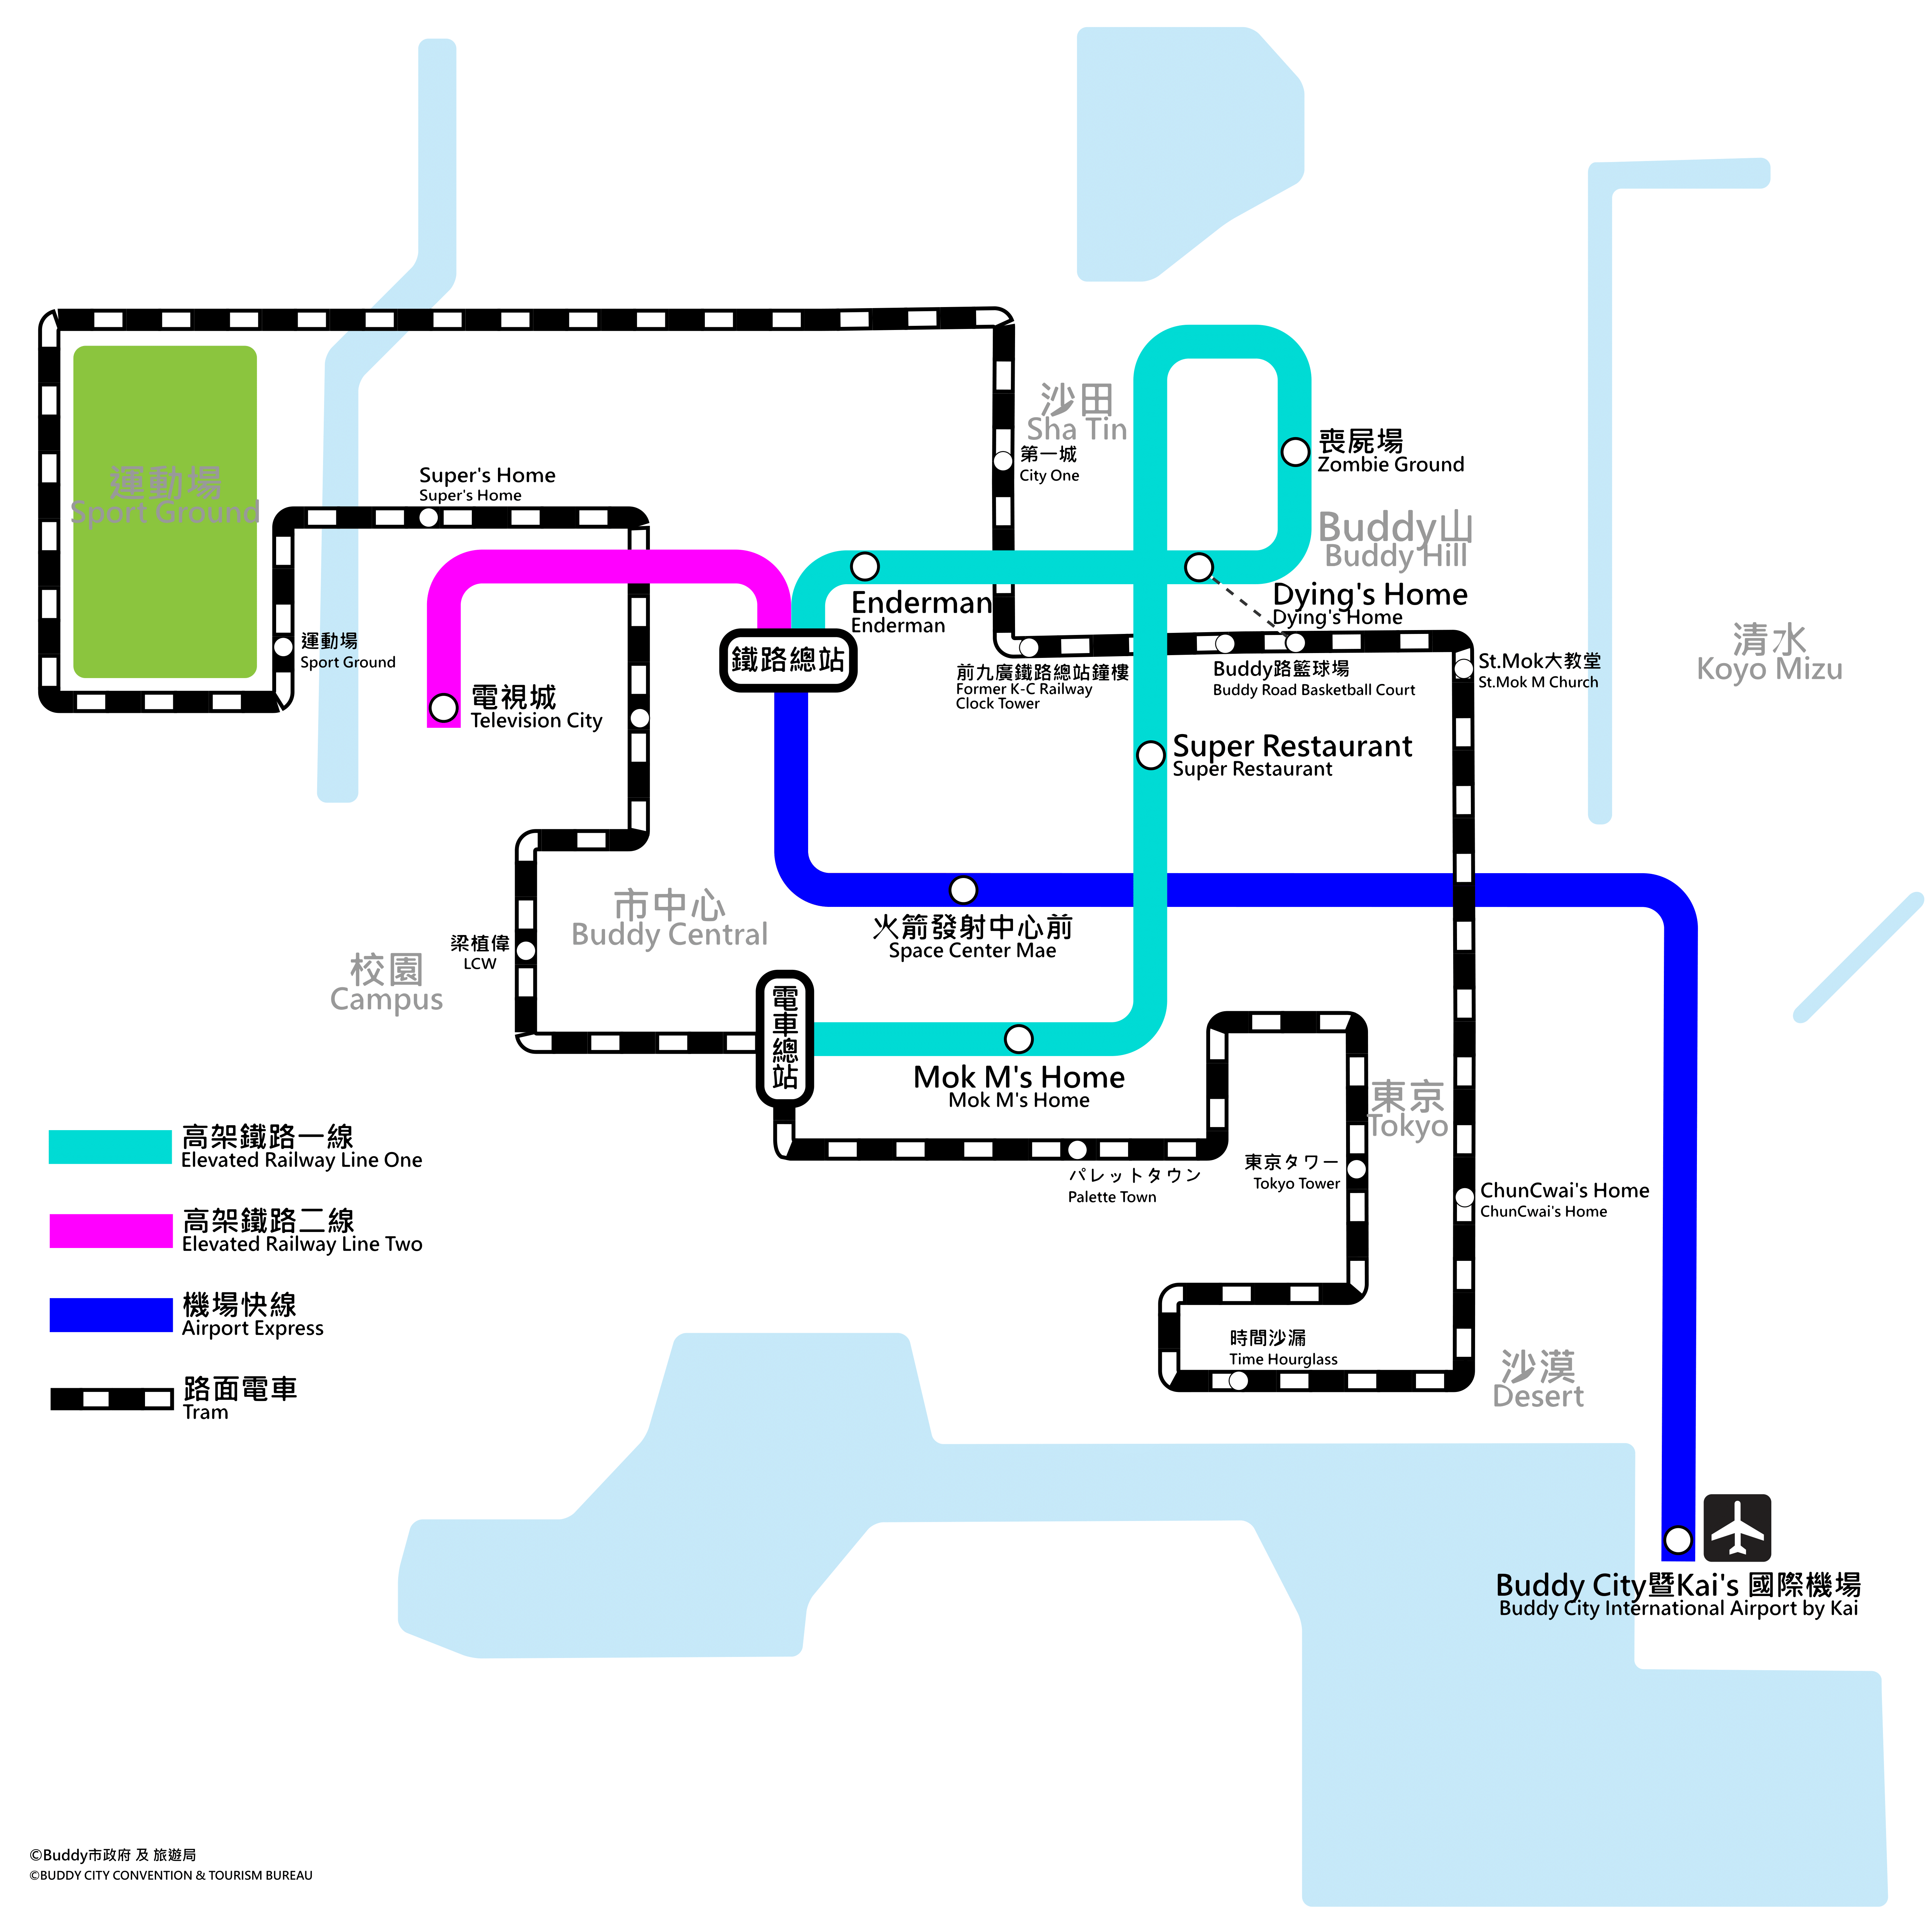 沙田
Sha Tin
第一城
City One
喪屍場
Zombie Ground
運動場
Sport Ground
Super's Home
Super's Home
Buddy山
Buddy Hill
Enderman
Enderman
Dying's Home
Dying's Home
運動場
Sport Ground
鐵路總站
前九廣鐵路總站鐘樓
Former K-C Railway
Clock Tower
Buddy路籃球場
Buddy Road Basketball Court
St.Mok大教堂
St.Mok M Church
清水
Koyo Mizu
電視城
Television City
Super Restaurant
Super Restaurant
市中心
Buddy Central
火箭發射中心前
Space Center Mae
梁植偉
LCW
校園
Campus
電車總站
Mok M's Home
Mok M's Home
東京
Tokyo
パレットタウン
Palette Town
東京タワー
Tokyo Tower
ChunCwai's Home
ChunCwai's Home
高架鐵路一線
Elevated Railway Line One
高架鐵路二線
Elevated Railway Line Two
機場快線
Airport Express
路面電車
Tram
時間沙漏
Time Hourglass
沙漠
Desert
Buddy City暨Kai's 國際機場
Buddy City International Airport by Kai
©Buddy市政府 及 旅遊局
©BUDDY CITY CONVENTION & TOURISM BUREAU